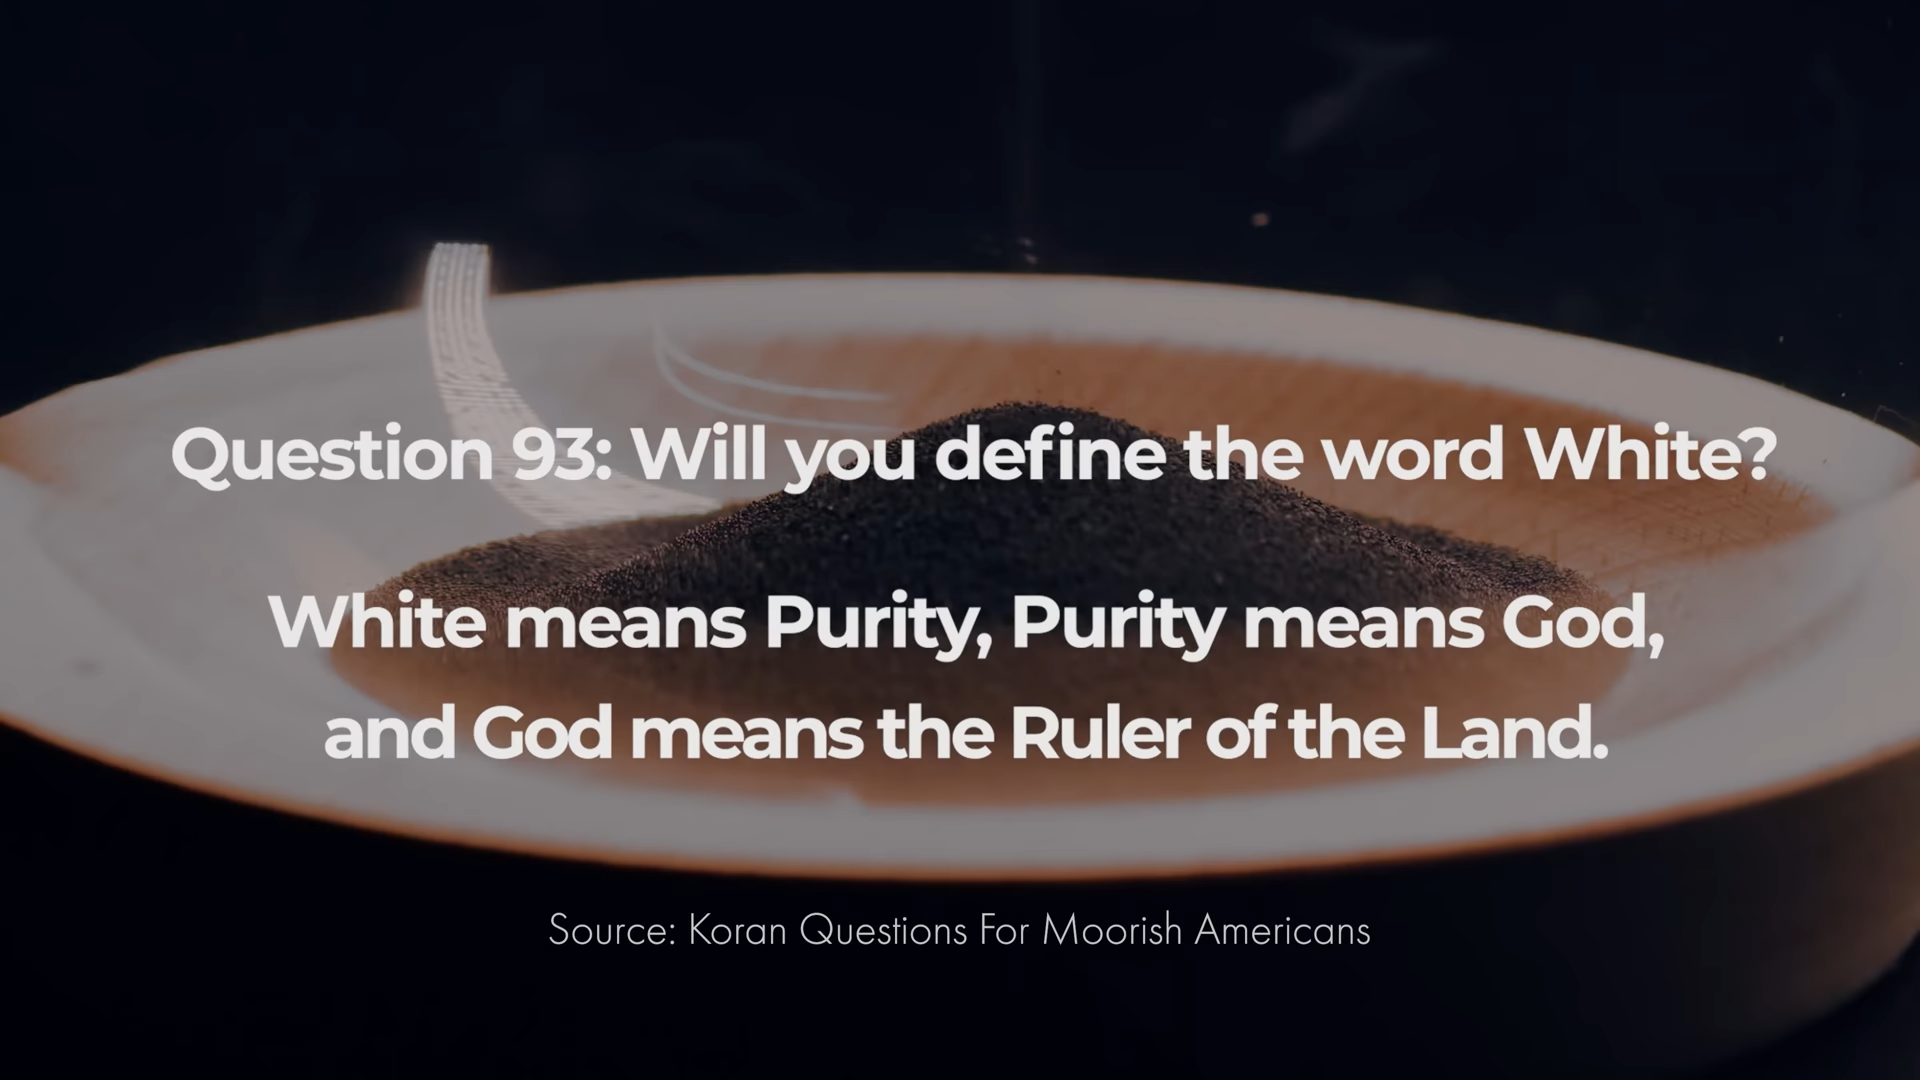 Question 93: Will you define the word White?
White means Purity, Purity means God,
and God means the Ruler of the Land.
Source: Koran Questions For Moorish Americans